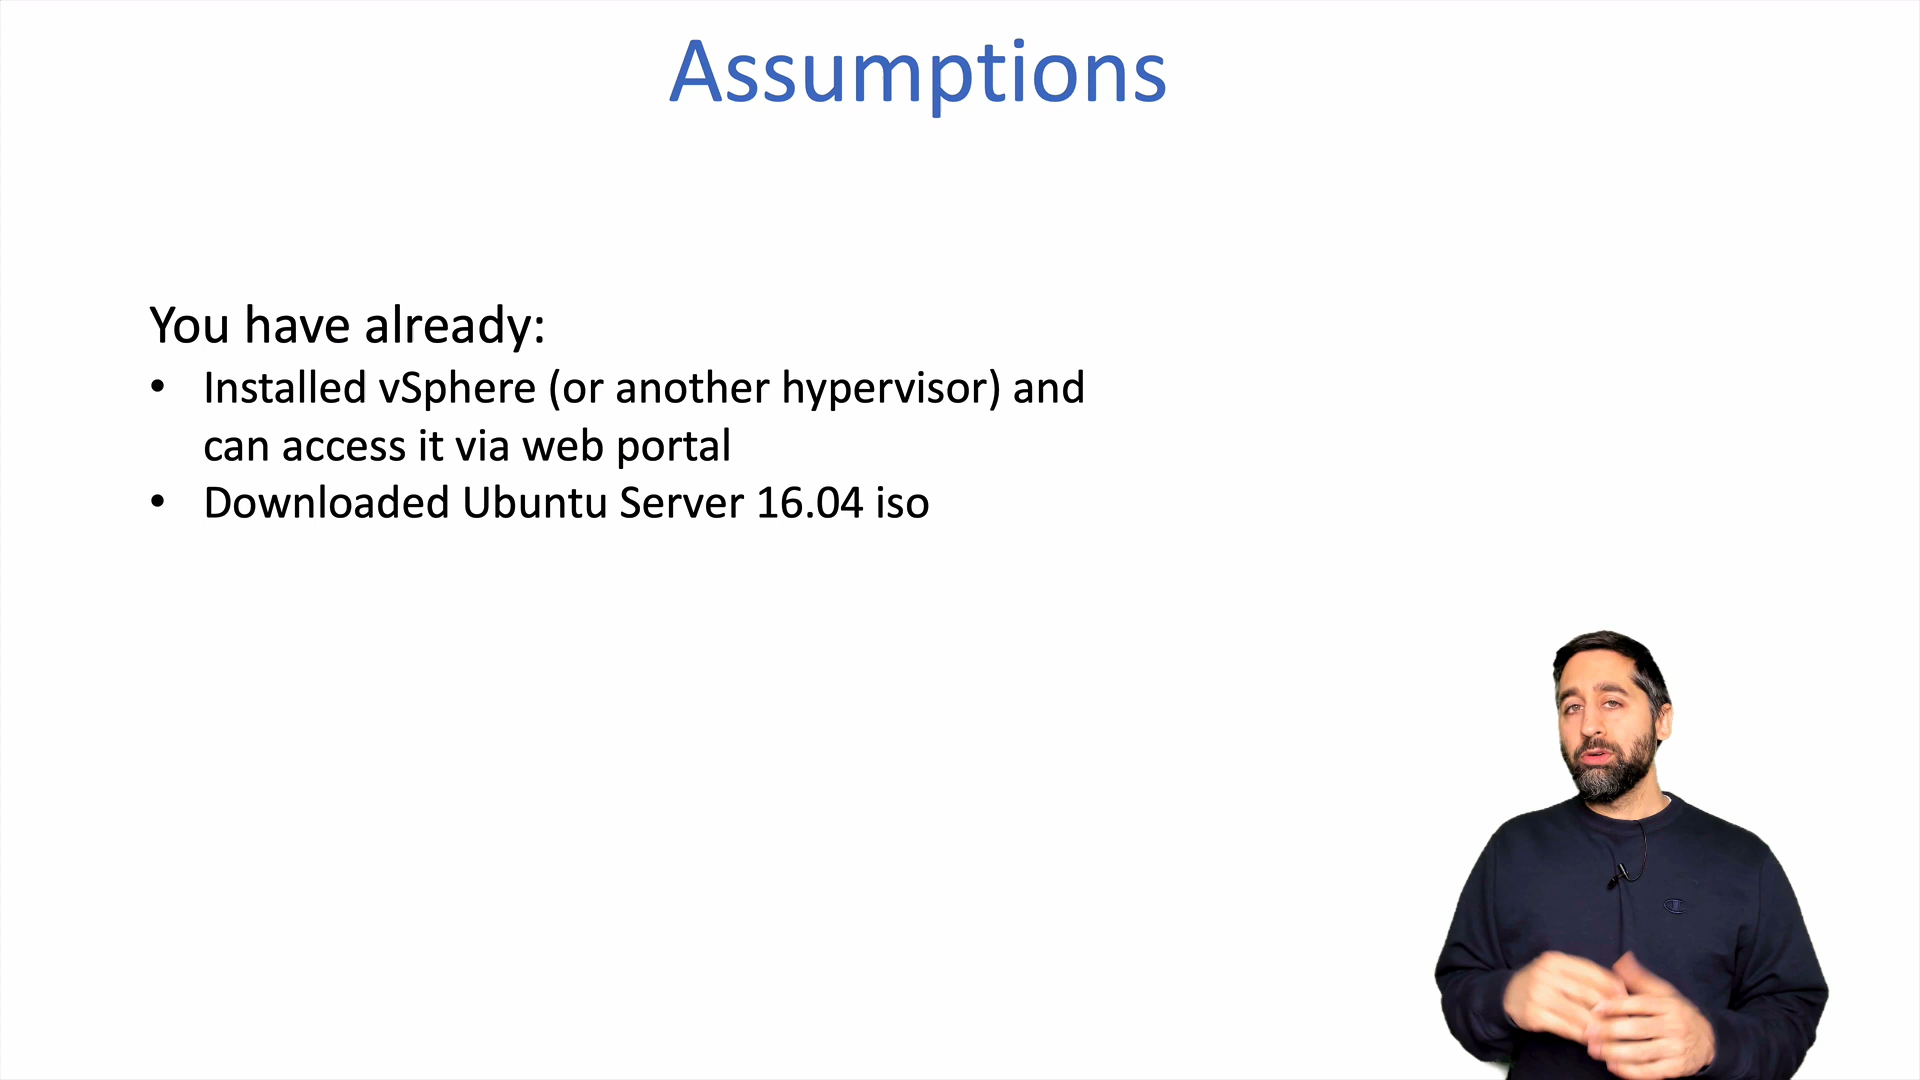 Assumptions
You have already:
• Installed vSphere (or another hypervisor) and
can access it via web portal
• Downloaded Ubuntu Server 16.04 iso